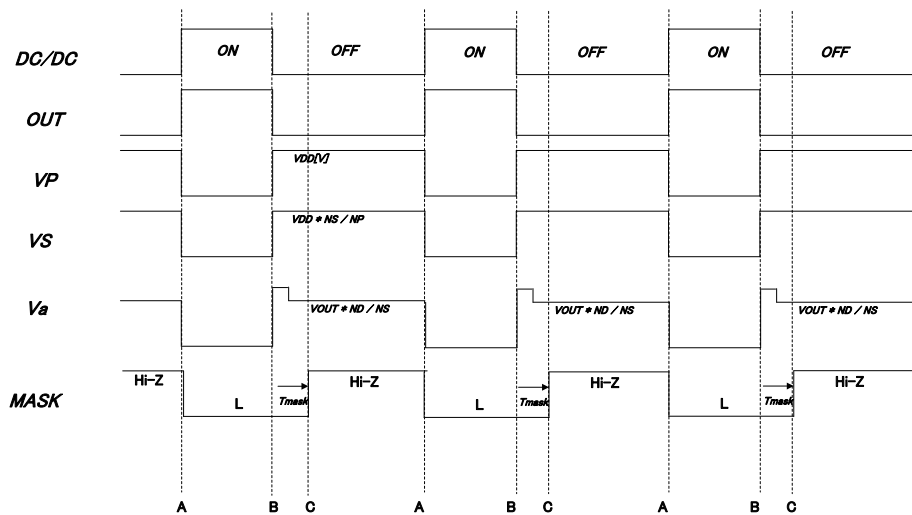 DC/DC ON OFF ON OFF ON OFF
OUT
VDD[V]
VP
VS VDD * NS / NP
Va VOUT * ND / NS VOUT * ND / NS VOUT * ND / NS
Hi-Z Hi-Z Hi-Z Hi-Z
MASK L Tmask L Tmask L Tmask
A B C A B C A B C